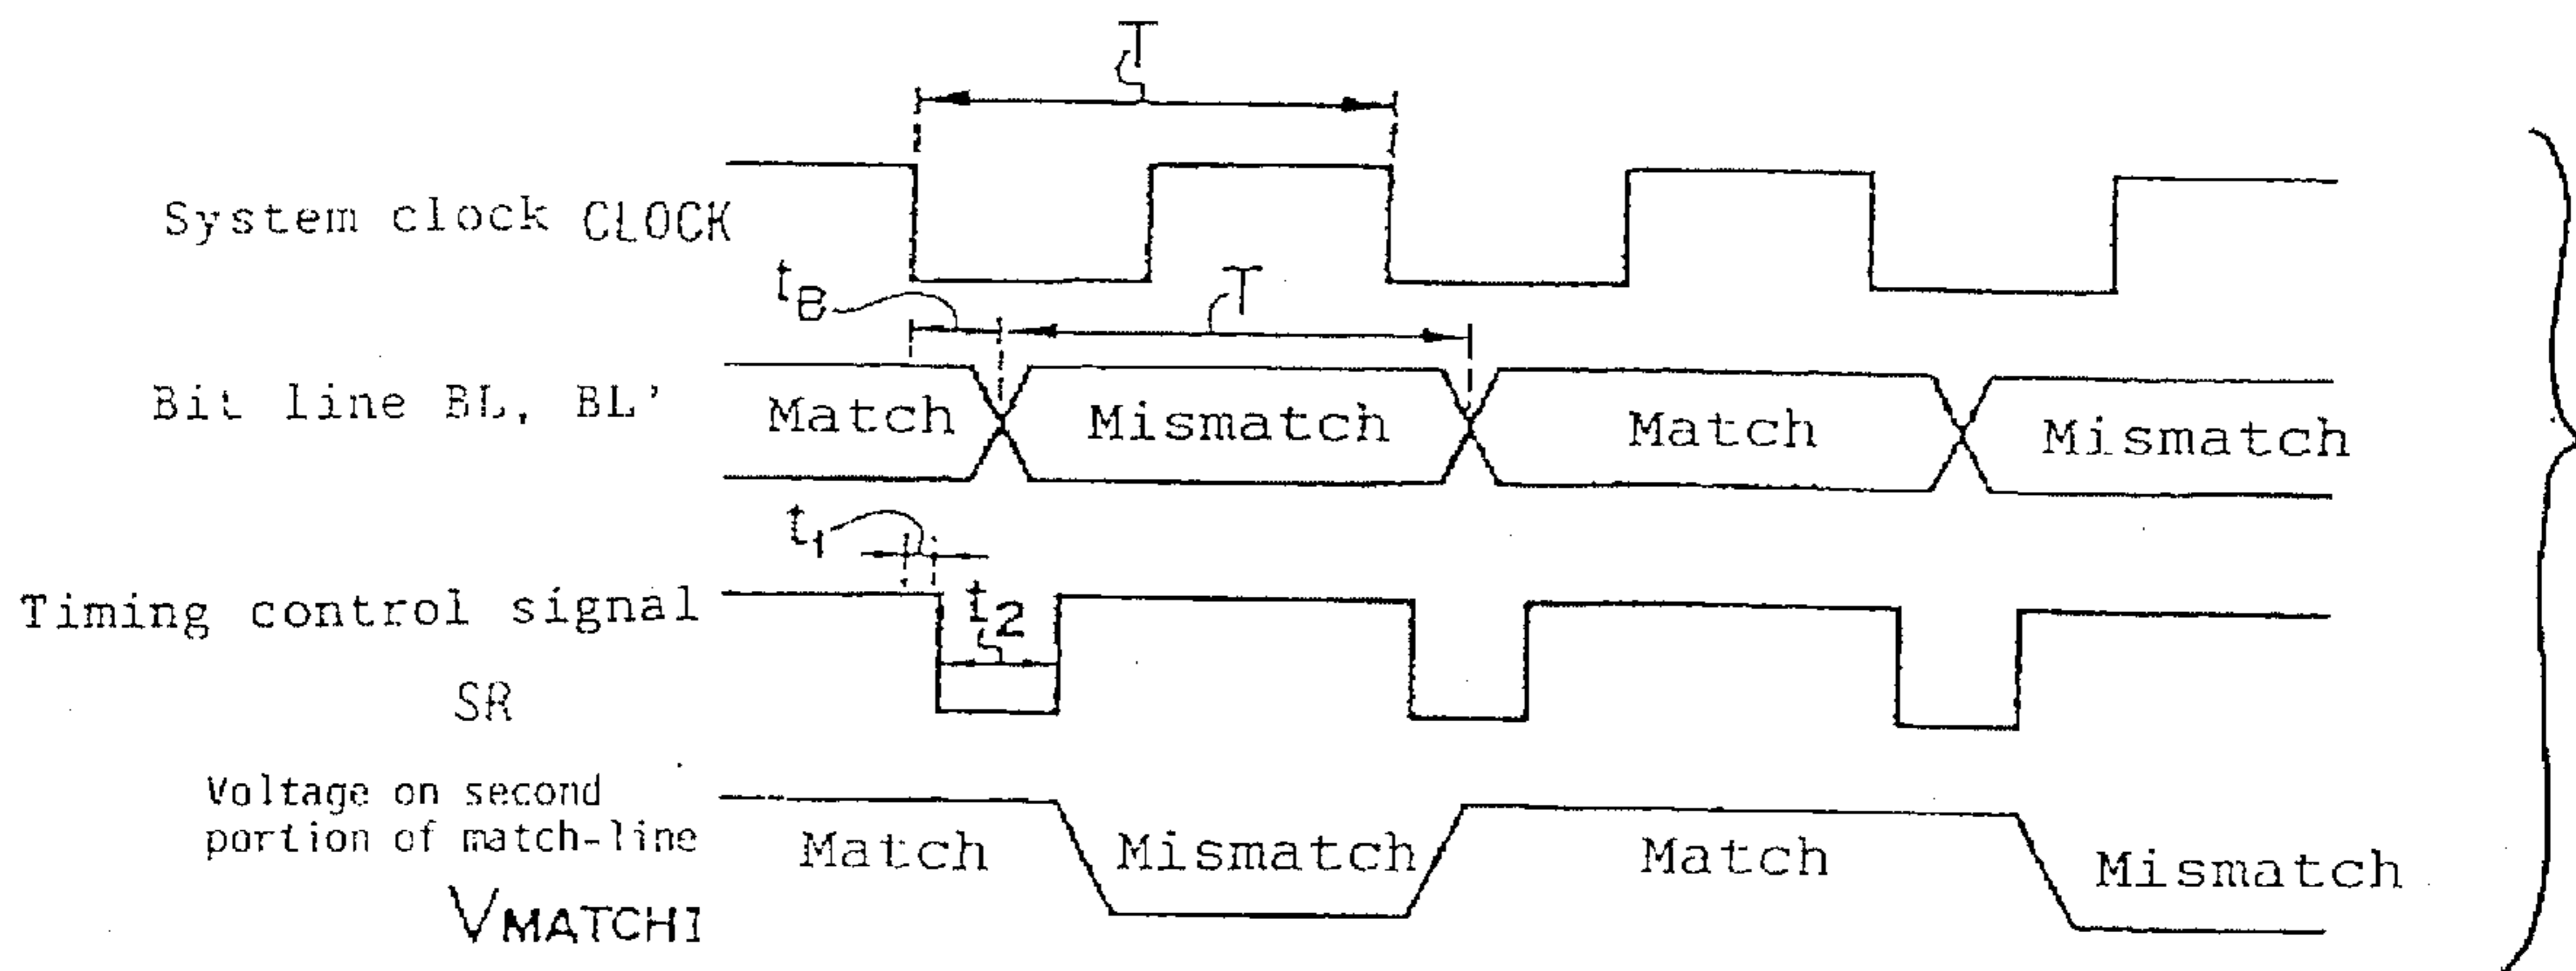 T
System clock CLOCK
tB
T
Bit line BL, BL'
Match Mismatch Match Mismatch
t1
Timing control signal
t2
SR
Voltage on second
portion of match-line
Match Mismatch Match Mismatch
VMATCH1